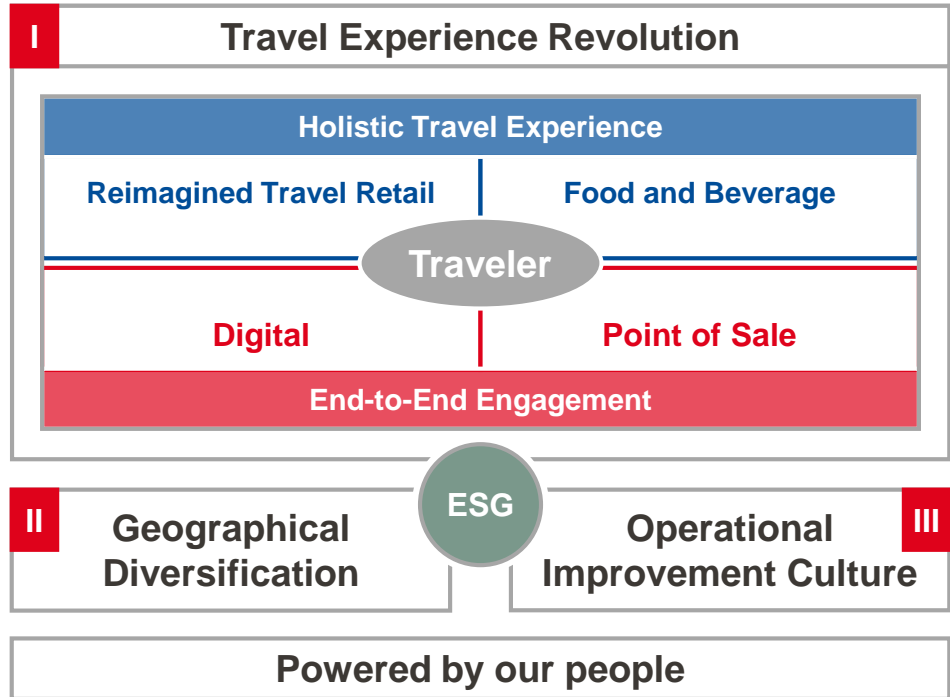 I
Travel Experience Revolution
Holistic Travel Experience
Reimagined Travel Retail
Food and Beverage
Traveler
Digital
Point of Sale
End-to-End Engagement
ESG
II
Geographical
Diversification
III
Operational
Improvement Culture
Powered by our people